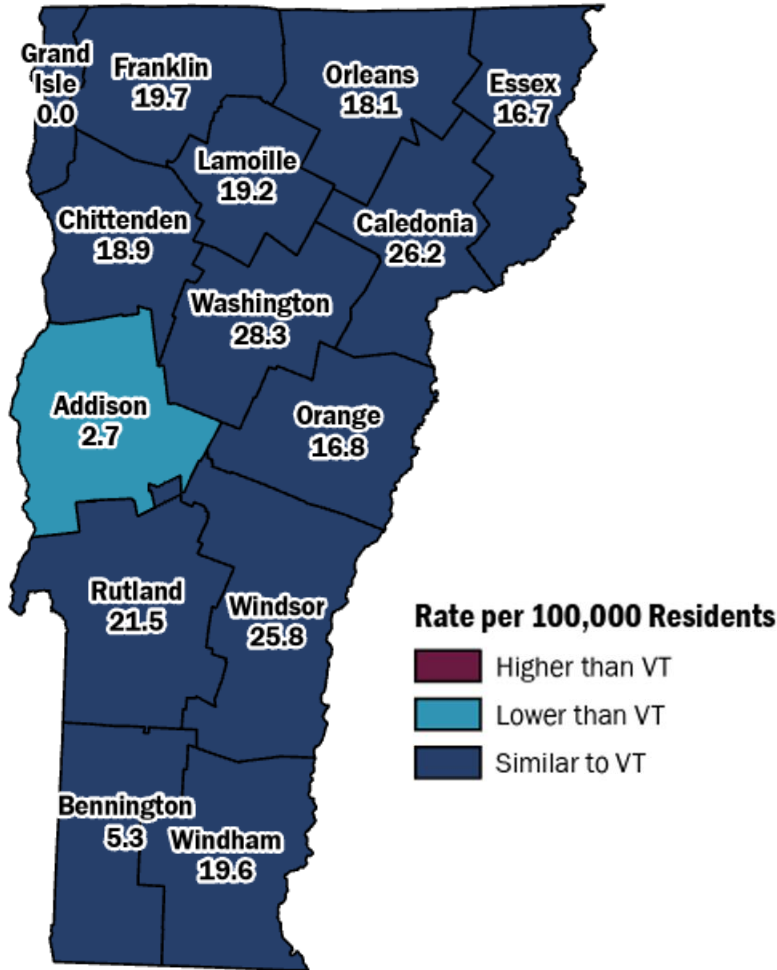 Grand
Isle
0.0
Franklin
19.7
Orleans
18.1
Essex
16.7
Lamoille
19.2
Chittenden
18.9
Caledonia
26.2
Washington
28.3
Addison
2.7
Orange
16.8
Rutland
21.5
Windsor
25.8
Rate per 100,000 Residents
Higher than VT
Lower than VT
Similar to VT
Bennington
5.3
Windham
19.6